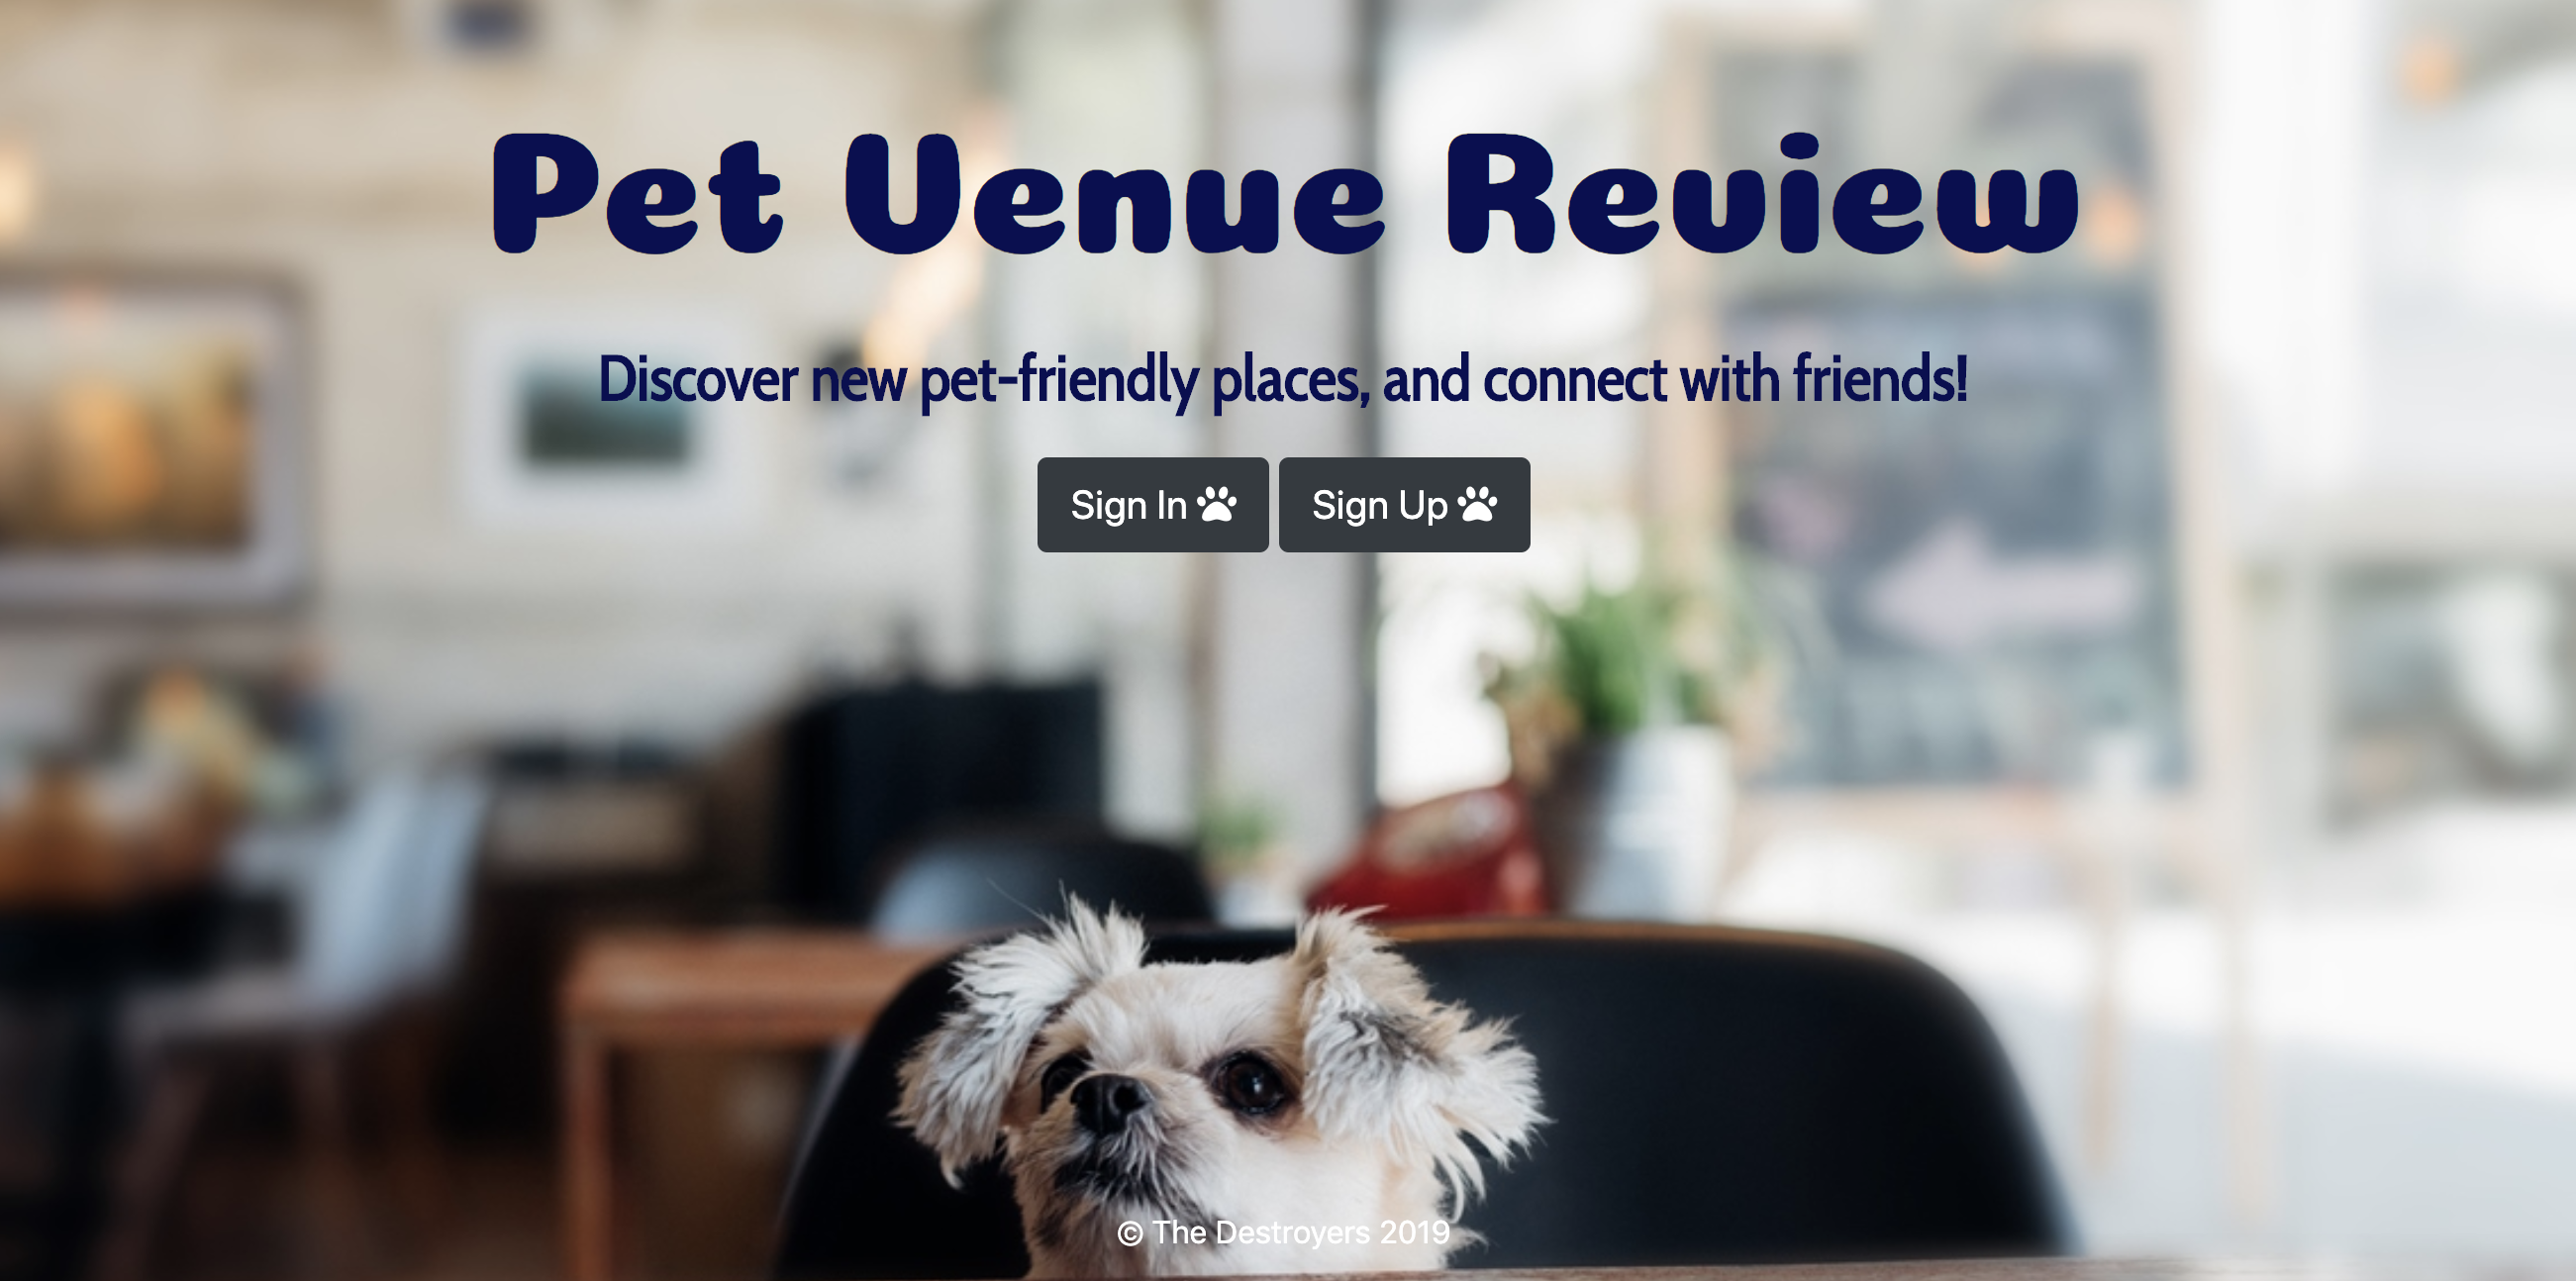 Pet Venue Review
Discover new pet-friendly places, and connect with friends!
Sign In Sign Up
© The Destroyers 2019